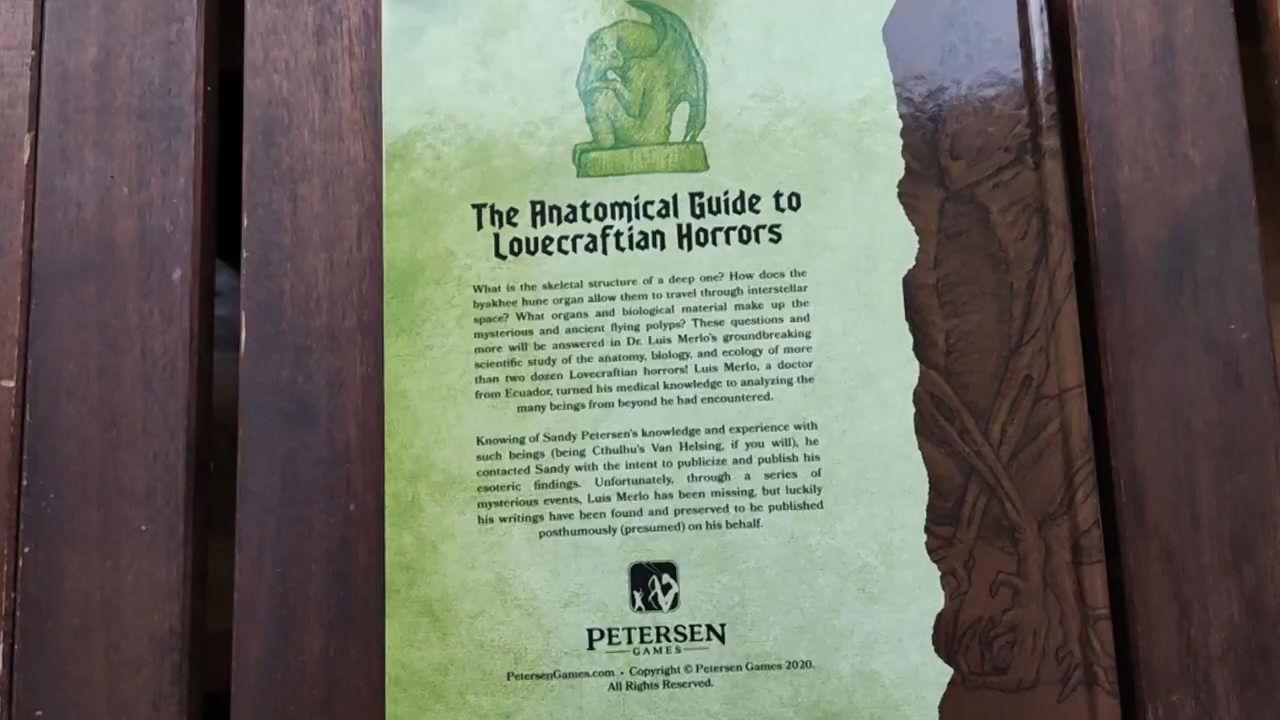 The Anatomical Guide to
Lovecraftian Horrors
What is the skeletal structure of a deep one? How does the
byakhee hune organ allow them to travel through interstellar
space? What organs and biological material make up the
mysterious and ancient flying polyps? These questions and
more will be answered in Dr. Luis Merlo's groundbreaking
scientific study of the anatomy, biology, and ecology of more
than two dozen Lovecraftian horrors! Luis Merlo, a doctor
from Ecuador, turned his medical knowledge to analyzing the
many beings from beyond he had encountered.
Knowing of Sandy Petersen's knowledge and experience with
such beings (being Cthulhu's Van Helsing, if you will), he
contacted Sandy with the intent to publicize and publish his
esoteric findings. Unfortunately, through a series of
mysterious events, Luis Merlo has been missing, but luckily
his writings have been found and preserved to be published
posthumously (presumed) on his behalf.
PETERSEN
GAMES
PetersenGames.com • Copyright © Petersen Games 2020.
All Rights Reserved.